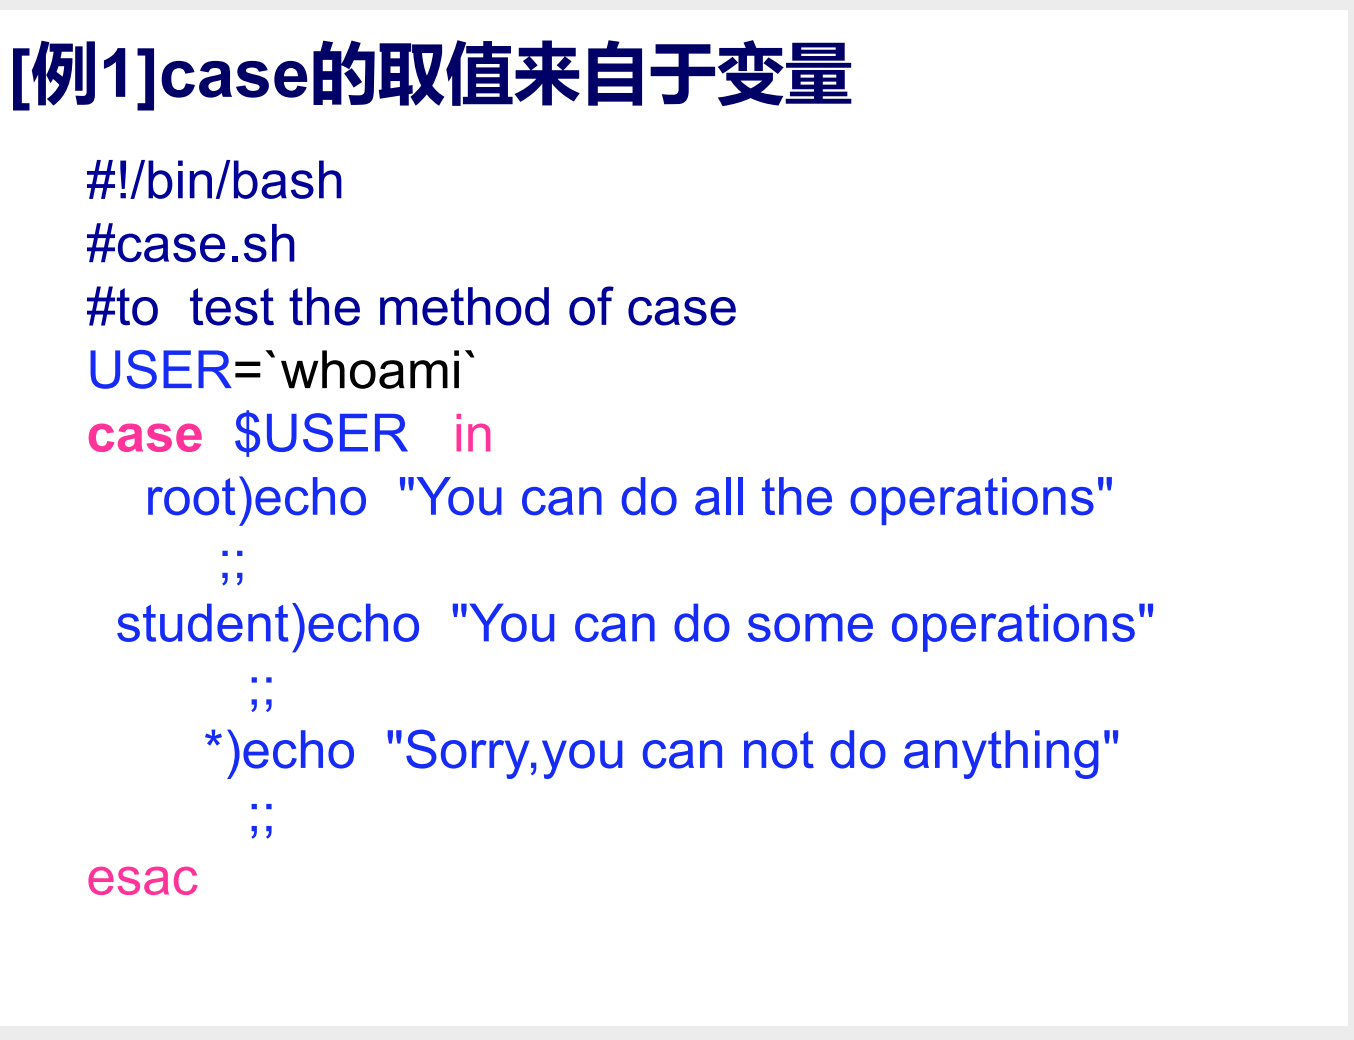 [例1]case的取值来自于变量
#!/bin/bash
#case.sh
#to  test the method of case
USER=`whoami`
case  $USER   in
root)echo  "You can do all the operations"
;;
student)echo  "You can do some operations"
;;
*)echo  "Sorry,you can not do anything"
;;
esac